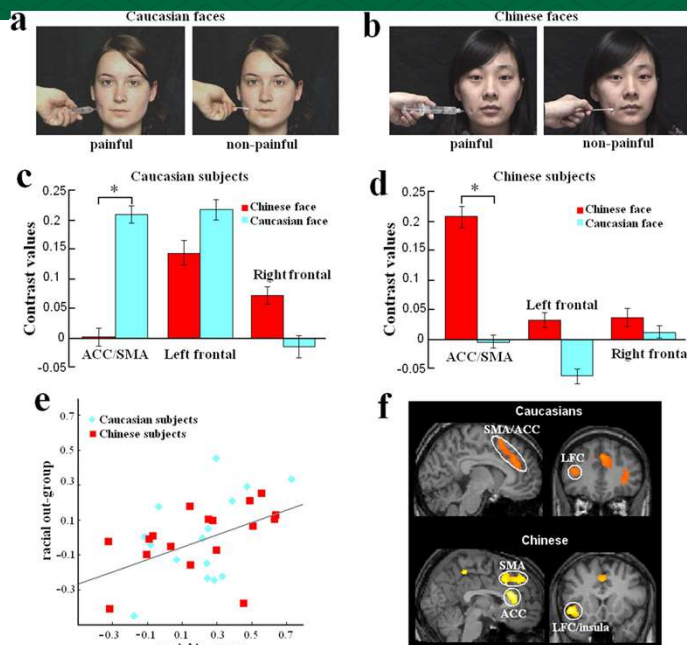 a
Caucasian faces
painful
non-painful
b
Chinese faces
painful
non-painful
c
Caucasian subjects
Contrast values
0.25
0.2
0.15
0.1
0.05
0
-0.05
*
Chinese face
Caucasian face
ACC/SMA
Left frontal
Right frontal
d
Chinese subjects
Contrast values
0.25
0.2
0.15
0.1
0.05
0
-0.05
*
Chinese face
Caucasian face
ACC/SMA
Left frontal
Right fronta
e
racial out-group
0.7
0.5
0.3
0.1
-0.1
-0.3
Caucasian subjects
Chinese subjects
-0.3
-0.1
0.1
0.3
0.5
0.7
f
Caucasians
SMA/ACC
LFC
Chinese
SMA
ACC
LFC/insula